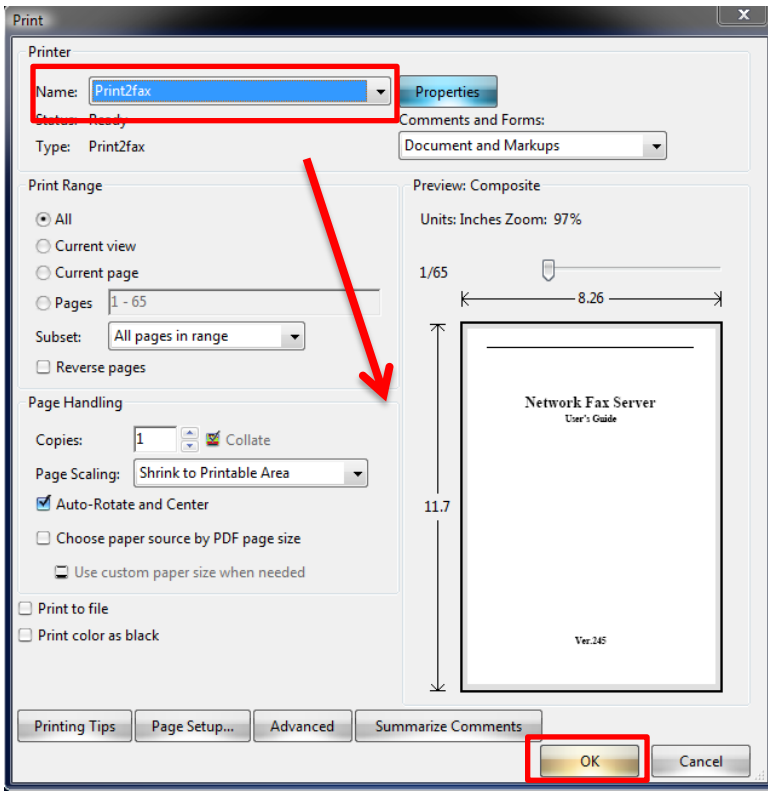 Print
x
Printer
Name: Print2fax
Properties
Status: Ready
Comments and Forms:
Type: Print2fax
Document and Markups
Print Range
All
Current view
Current page
Pages 1 - 65
Subset: All pages in range
Reverse pages
Page Handling
Copies: 1 Collate
Page Scaling: Shrink to Printable Area
Auto-Rotate and Center
Choose paper source by PDF page size
Use custom paper size when needed
Print to file
Print color as black
Preview: Composite
Units: Inches Zoom: 97%
1/65
8.26
11.7
Network Fax Server
User's Guide
Ver.245
Printing Tips
Page Setup...
Advanced
Summarize Comments
OK
Cancel